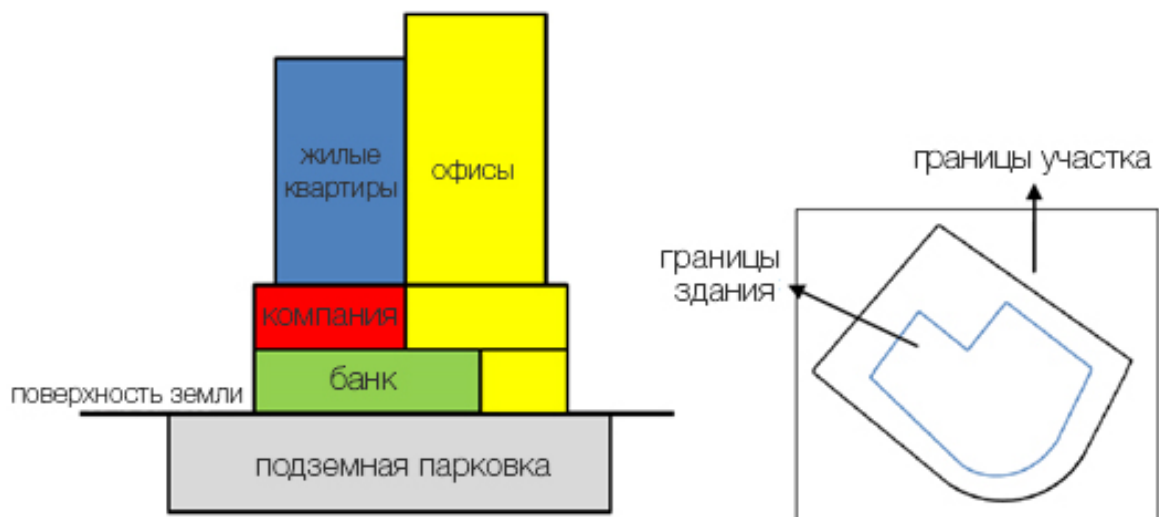 жилые
квартиры
офисы
компания
банк
поверхность земли
подземная парковка
границы участка
границы
здания